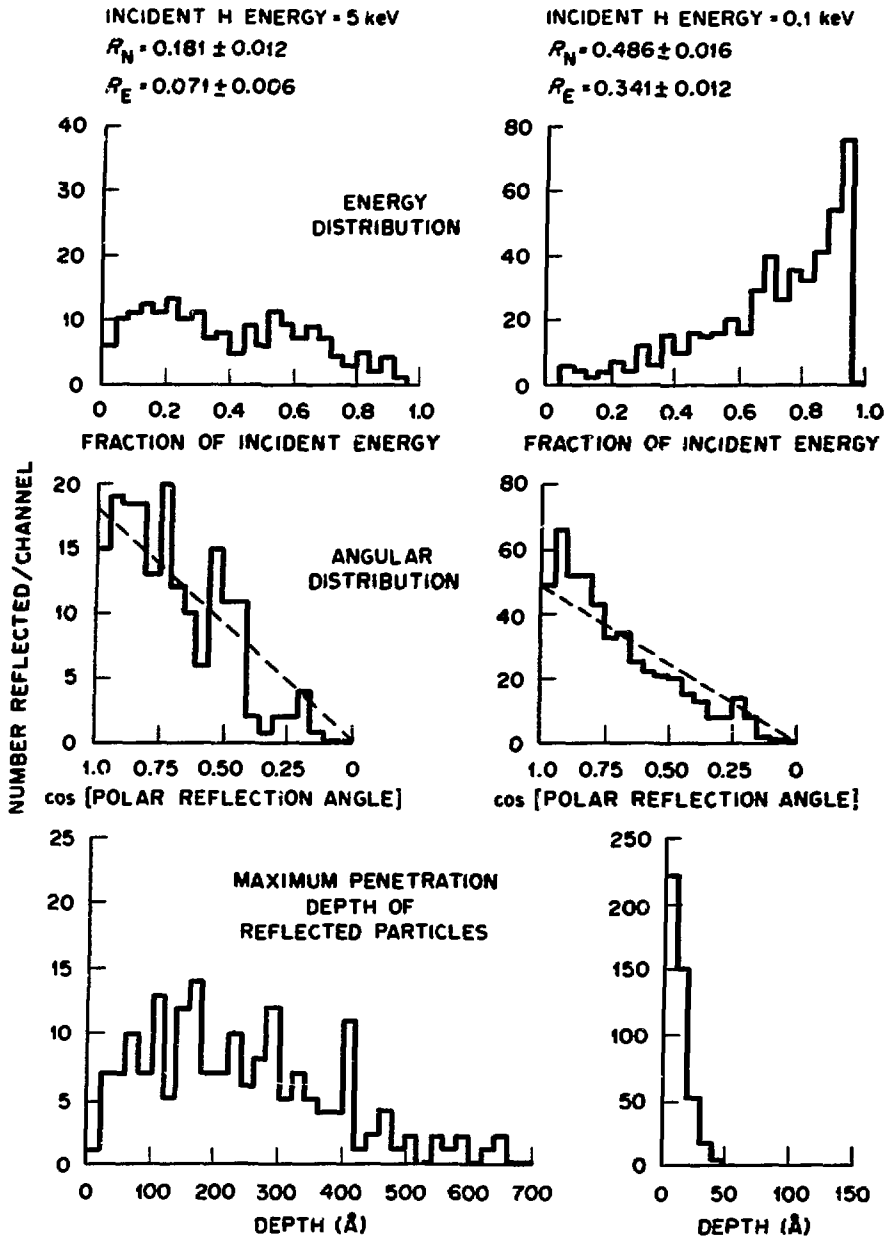 INCIDENT H ENERGY = 5 keV
R_N = 0.181 ± 0.012
R_E = 0.071 ± 0.006
INCIDENT H ENERGY = 0.1 keV
R_N = 0.486 ± 0.016
R_E = 0.341 ± 0.012
40
30
20
10
0
0 0.2 0.4 0.6 0.8 1.0
FRACTION OF INCIDENT ENERGY
ENERGY
DISTRIBUTION
80
60
40
20
0
0 0.2 0.4 0.6 0.8 1.0
FRACTION OF INCIDENT ENERGY
NUMBER REFLECTED/CHANNEL
20
15
10
5
0
1.0 0.75 0.50 0.25 0
cos [POLAR REFLECTION ANGLE]
ANGULAR
DISTRIBUTION
80
60
40
20
0
1.0 0.75 0.50 0.25 0
cos [POLAR REFLECTION ANGLE]
25
20
15
10
5
0
0 100 200 300 400 500 600 700
DEPTH (Å)
MAXIMUM PENETRATION
DEPTH OF
REFLECTED PARTICLES
250
200
150
100
50
0
0 50 100 150
DEPTH (Å)